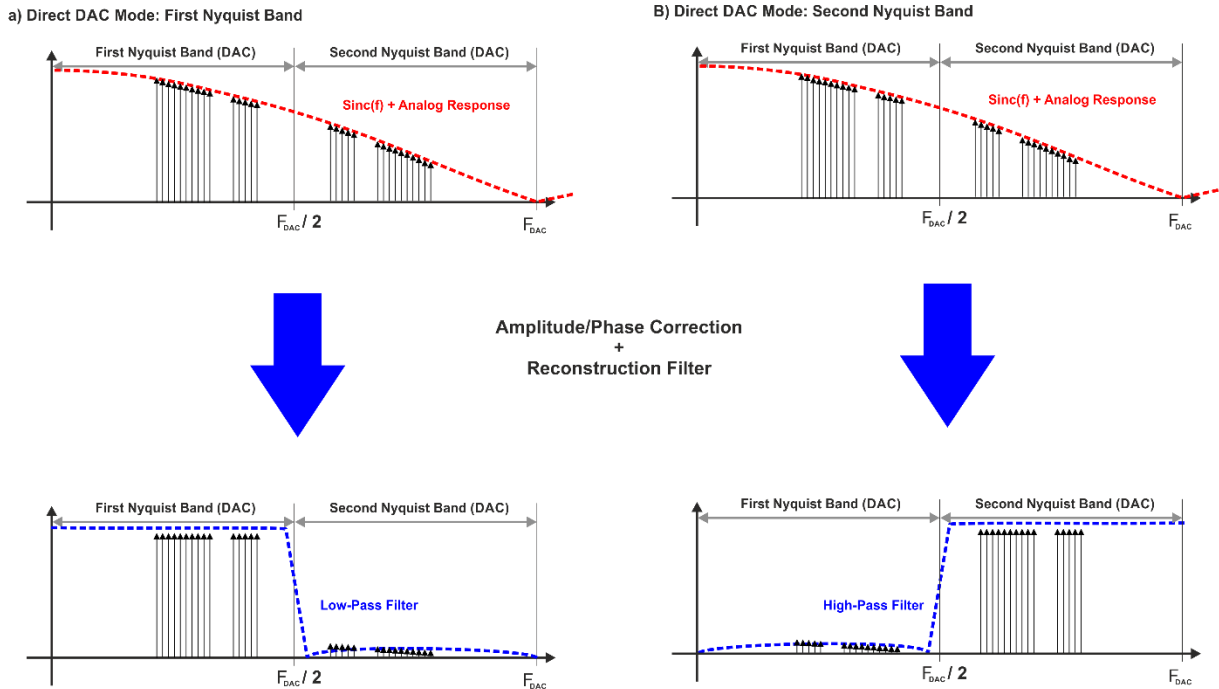 a) Direct DAC Mode: First Nyquist Band
First Nyquist Band (DAC)
Second Nyquist Band (DAC)
Sinc(f) + Analog Response
FDAC / 2
FDAC
B) Direct DAC Mode: Second Nyquist Band
First Nyquist Band (DAC)
Second Nyquist Band (DAC)
Sinc(f) + Analog Response
FDAC / 2
FDAC
Amplitude/Phase Correction
+
Reconstruction Filter
First Nyquist Band (DAC)
Second Nyquist Band (DAC)
Low-Pass Filter
FDAC / 2
FDAC
First Nyquist Band (DAC)
Second Nyquist Band (DAC)
High-Pass Filter
FDAC / 2
FDAC